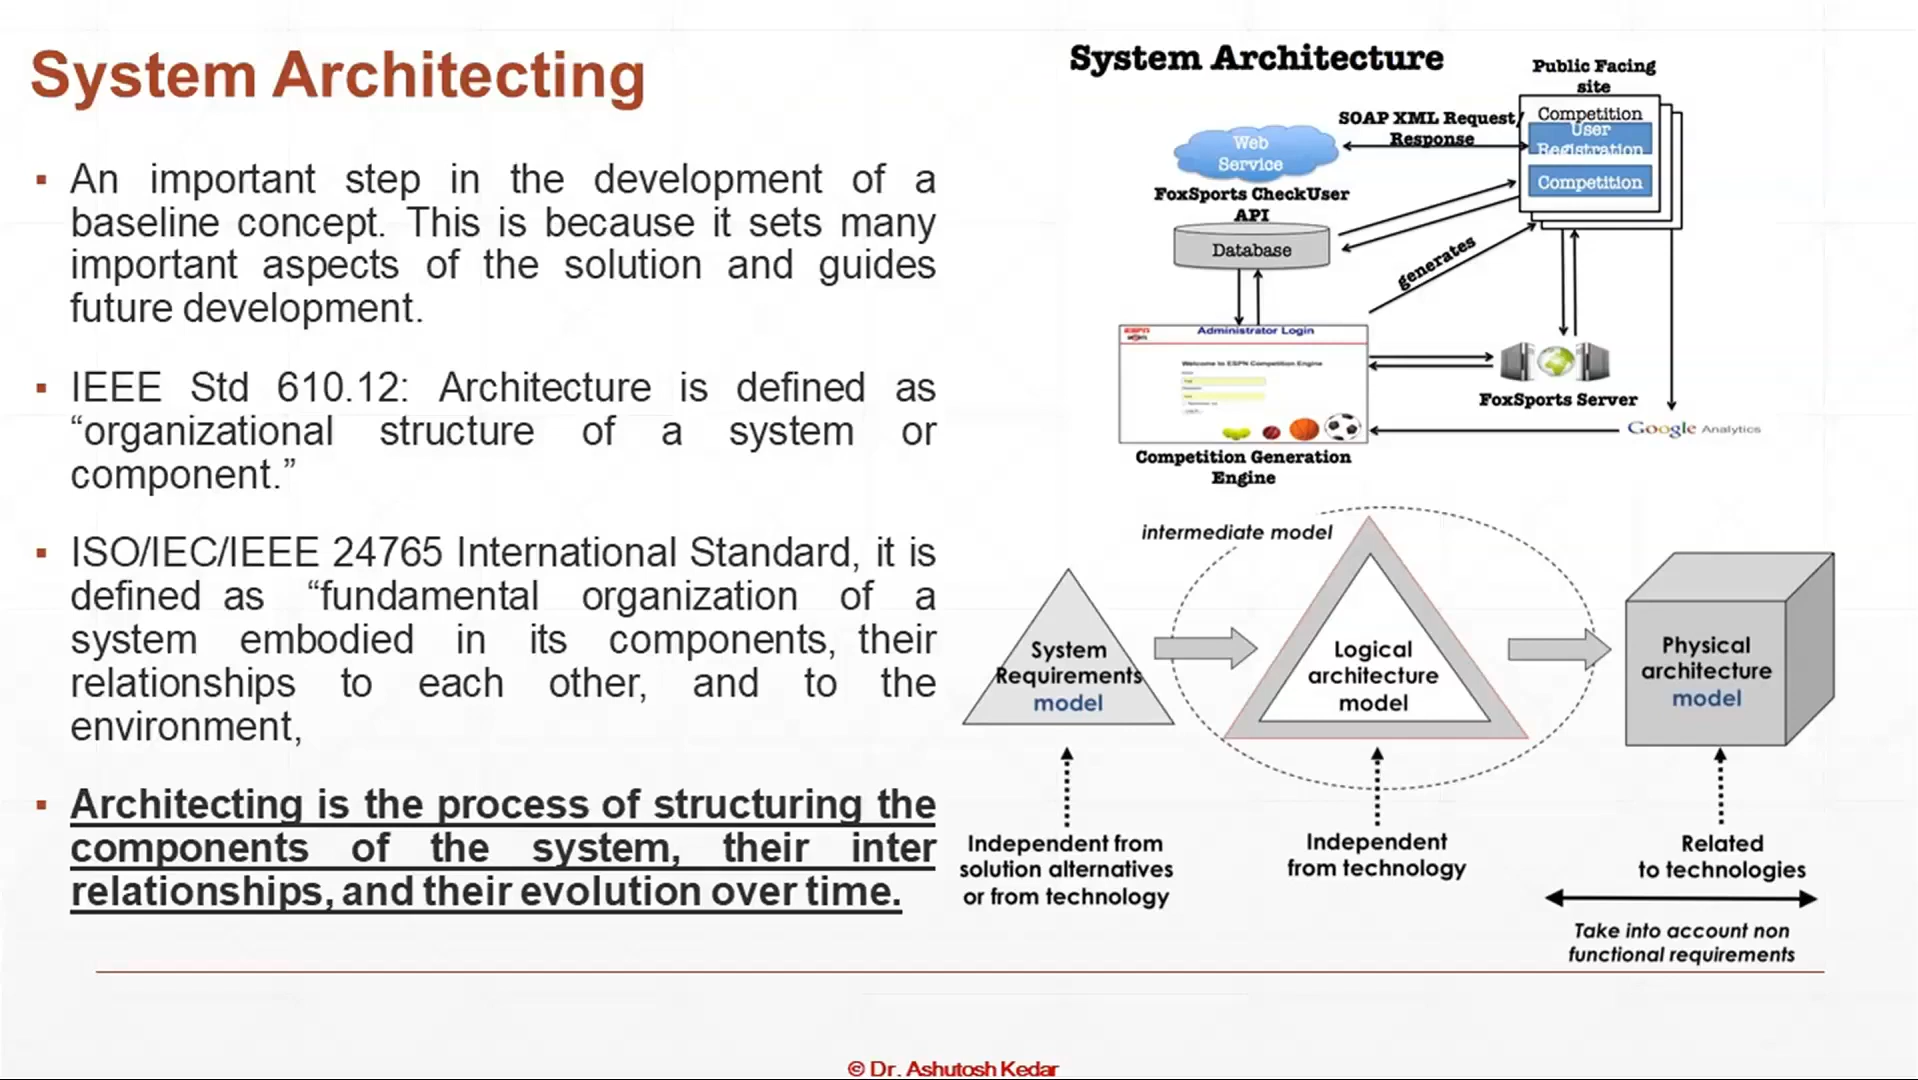 System Architecting
▪ An important step in the development of a
baseline concept. This is because it sets many
important aspects of the solution and guides
future development.
▪ IEEE Std 610.12: Architecture is defined as
“organizational structure of a system or
component.”
▪ ISO/IEC/IEEE 24765 International Standard, it is
defined as “fundamental organization of a
system embodied in its components, their
relationships to each other, and to the
environment,
▪ Architecting is the process of structuring the
components of the system, their inter
relationships, and their evolution over time.
System Architecture
Public Facing
site
Competition
User
Registration
Competition
SOAP XML Request/
Response
Web
Service
FoxSports CheckUser
API
Database
generates
ESPN
Administrator Login
Welcome to ESPN Competition Engine
Competition Generation
Engine
FoxSports Server
Google Analytics
intermediate model
System
Requirements
model
Logical
architecture
model
Physical
architecture
model
Independent from
solution alternatives
or from technology
Independent
from technology
Related
to technologies
Take into account non
functional requirements
© Dr. Ashutosh Kedar